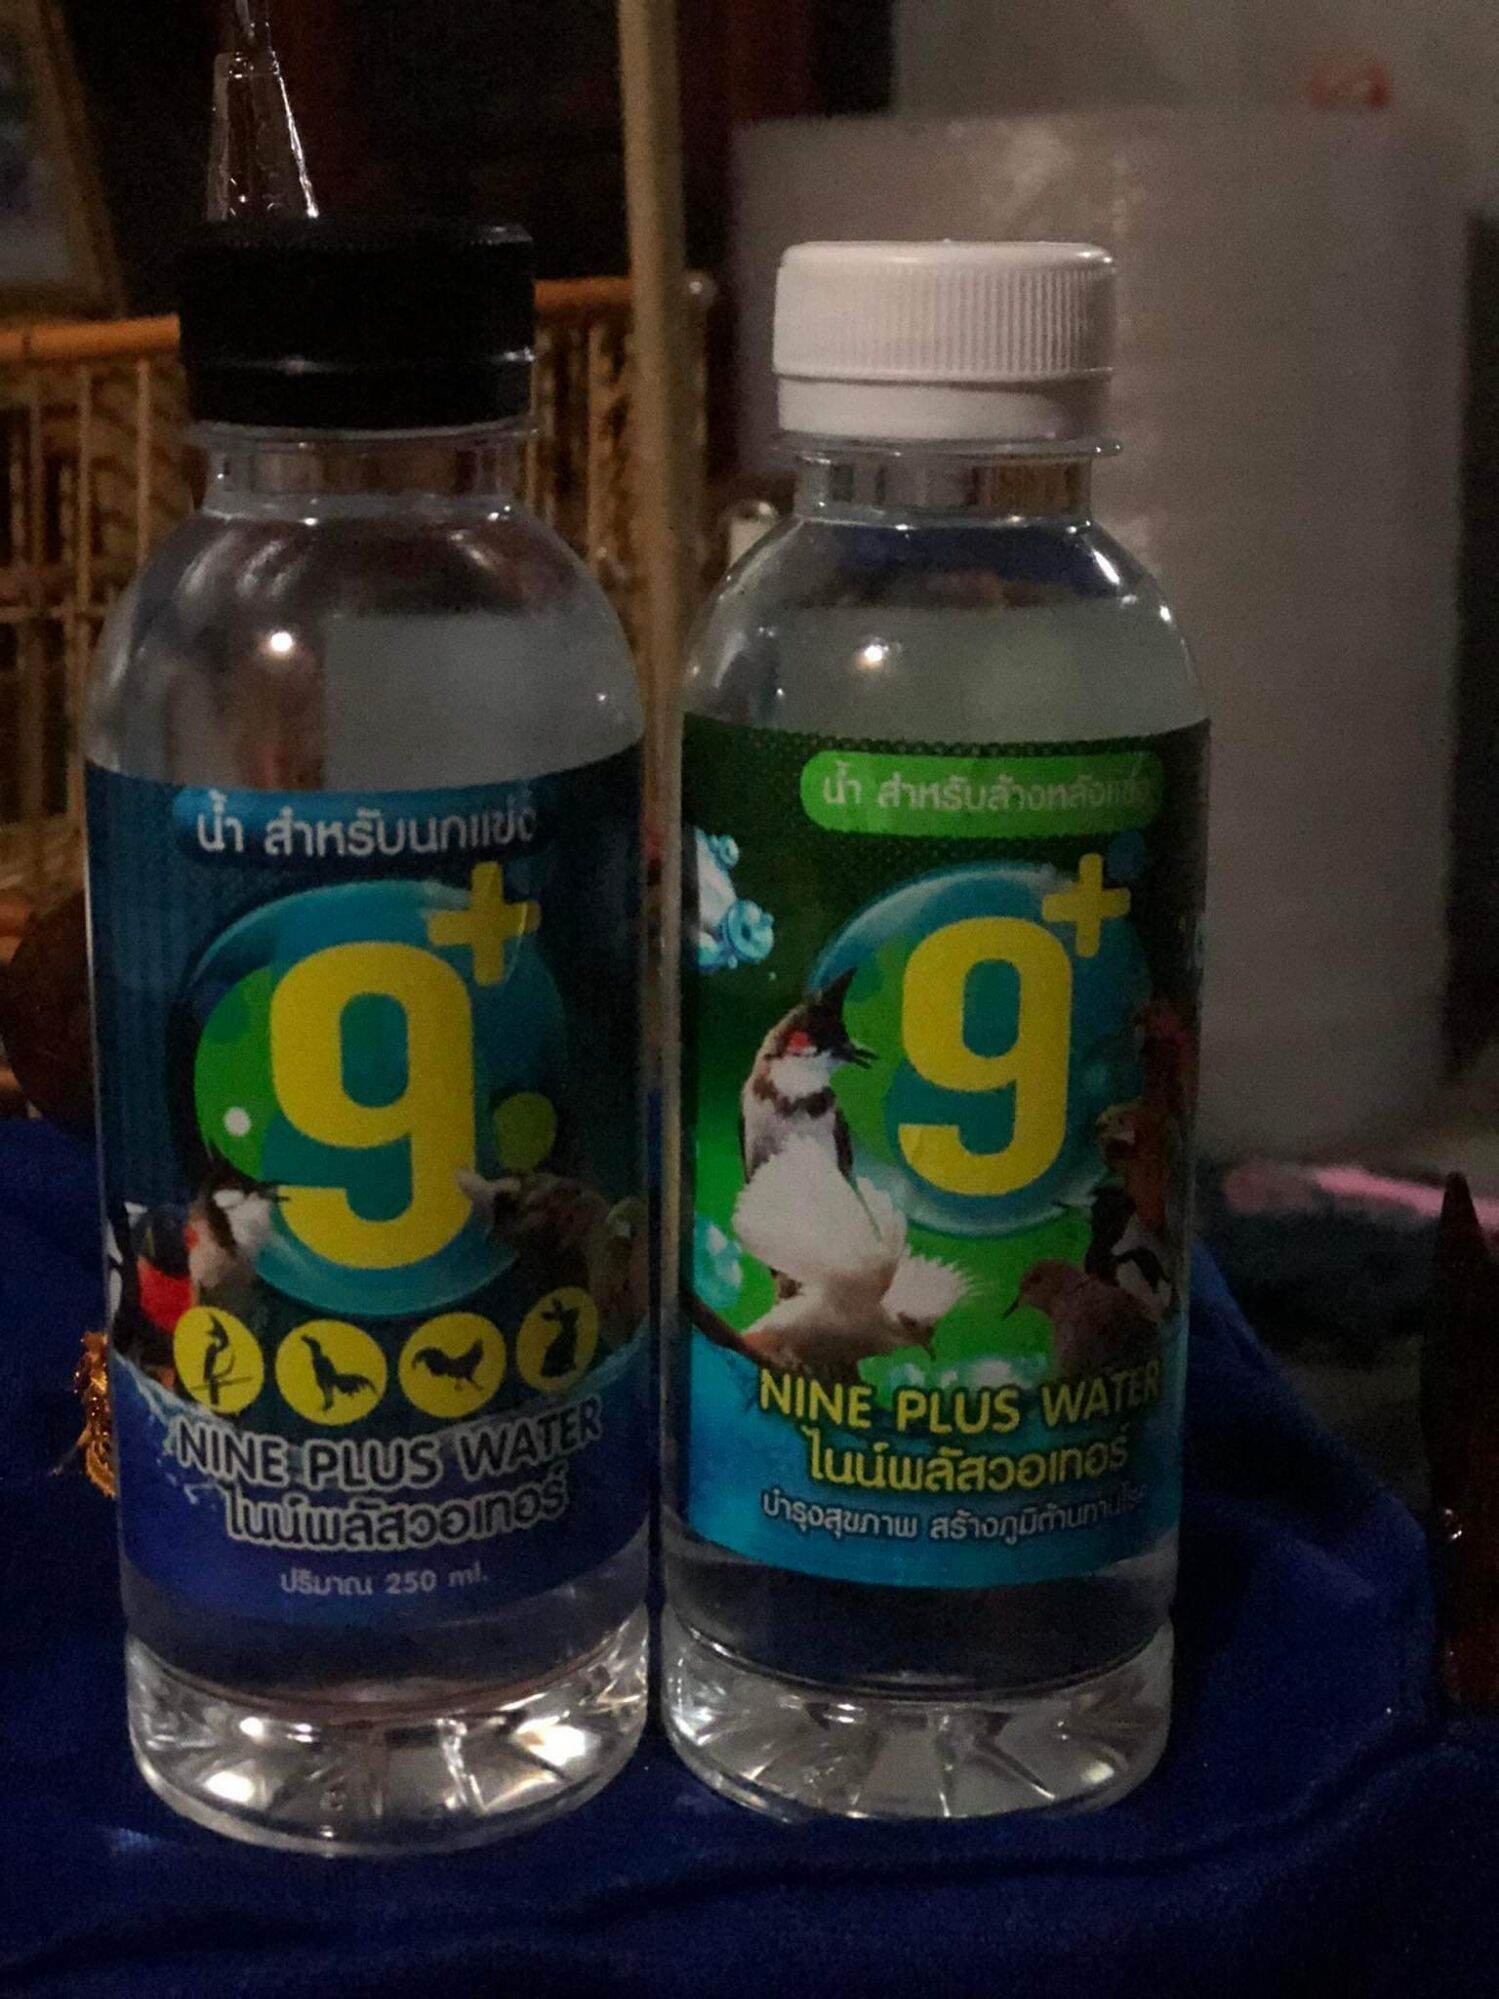 น้ำ สำหรับนกแข่ง
9+
NINE PLUS WATER
ไนน์พลัสวอเทอร์
ปริมาณ 250 ml.
น้ำ สำหรับล้างหลังแข่ง
9+
NINE PLUS WATER
ไนน์พลัสวอเทอร์
บำรุงสุขภาพ สร้างภูมิต้านทานโรค